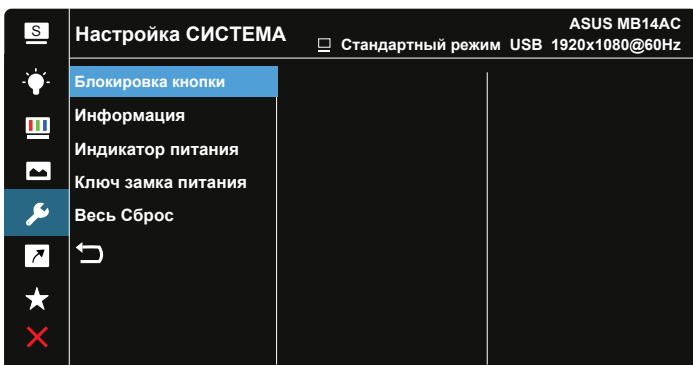 S
Настройка СИСТЕМА
ASUS MB14AC
Стандартный режим USB 1920x1080@60Hz
Блокировка кнопки
Информация
Индикатор питания
Ключ замка питания
Весь Сброс